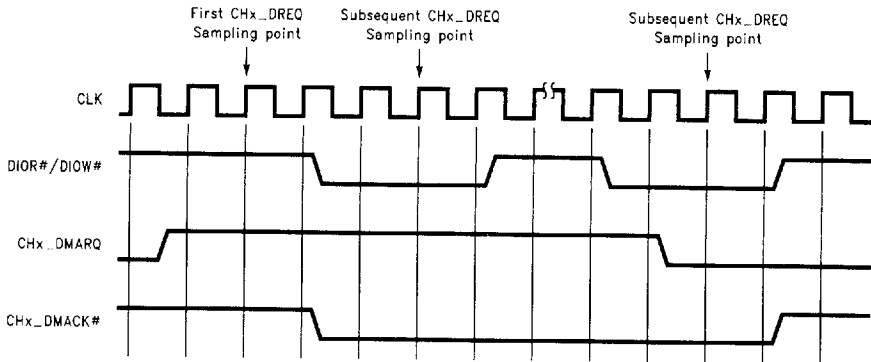 First CHx_DREQ
Sampling point
Subsequent CHx_DREQ
Sampling point
Subsequent CHx_DREQ
Sampling point
CLK
DIOR#/DIOW#
CHx_DMARQ
CHx_DMACK#